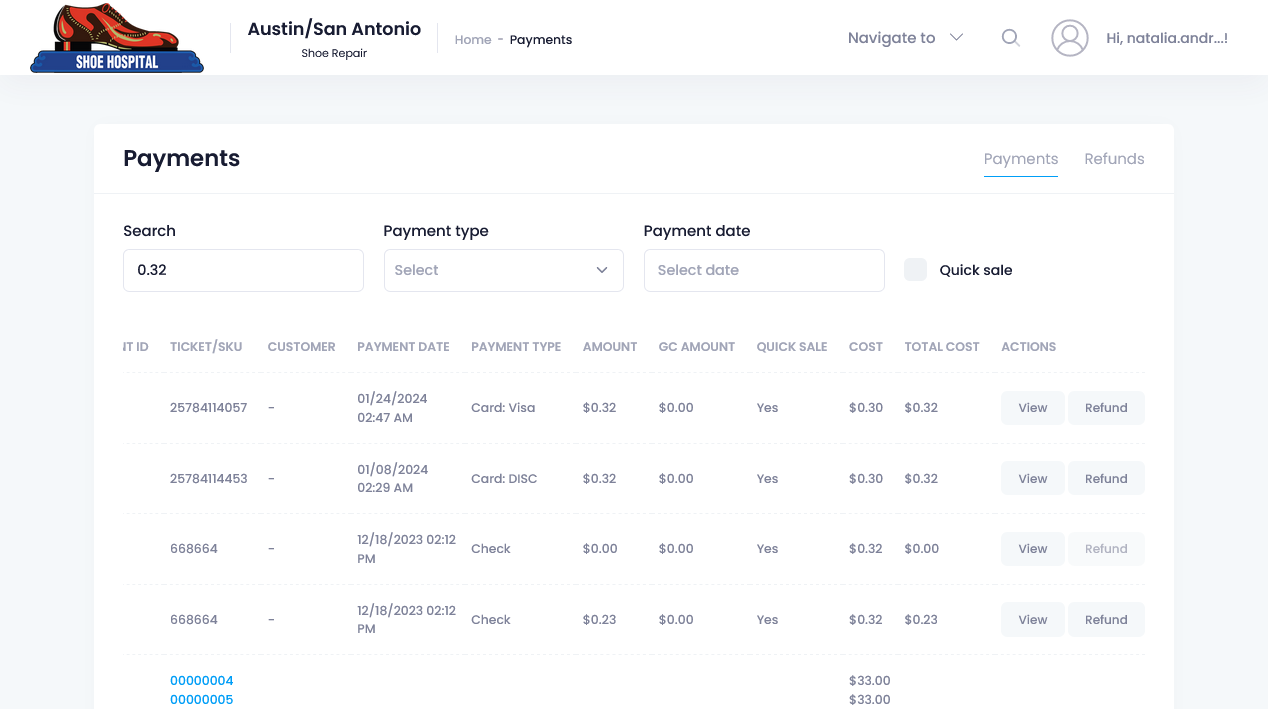 SHOE HOSPITAL
Austin/San Antonio
Shoe Repair
Home - Payments
Navigate to
Hi, natalia.andr...!
Payments
Payments
Refunds
Search
Payment type
Payment date
0.32
Select
Select date
Quick sale
NT ID TICKET/SKU CUSTOMER PAYMENT DATE PAYMENT TYPE AMOUNT GC AMOUNT QUICK SALE COST TOTAL COST ACTIONS
25784114057 - 01/24/2024 02:47 AM Card: Visa $0.32 $0.00 Yes $0.30 $0.32 View Refund
25784114453 - 01/08/2024 02:29 AM Card: DISC $0.32 $0.00 Yes $0.30 $0.32 View Refund
668664 - 12/18/2023 02:12 PM Check $0.00 $0.00 Yes $0.32 $0.00 View Refund
668664 - 12/18/2023 02:12 PM Check $0.23 $0.00 Yes $0.32 $0.23 View Refund
00000004 $33.00
00000005 $33.00